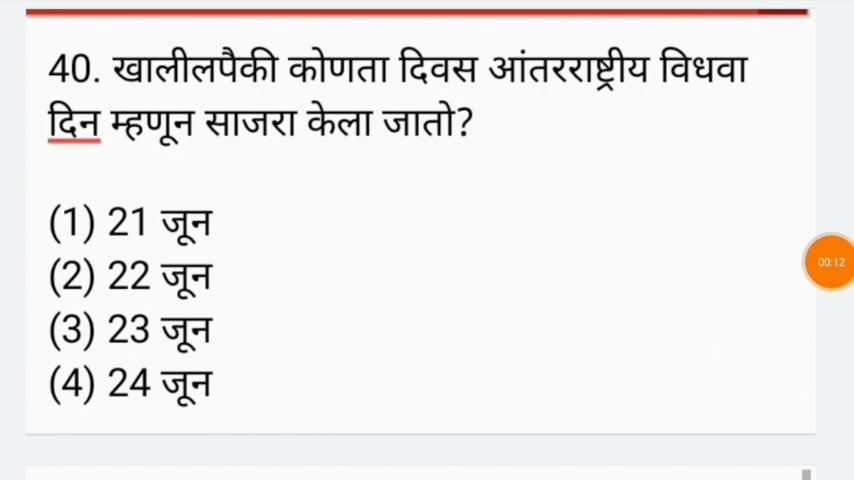 40. खालीलपैकी कोणता दिवस आंतरराष्ट्रीय विधवा
दिन म्हणून साजरा केला जातो?
(1) 21 जून
(2) 22 जून
(3) 23 जून
(4) 24 जून
00:12